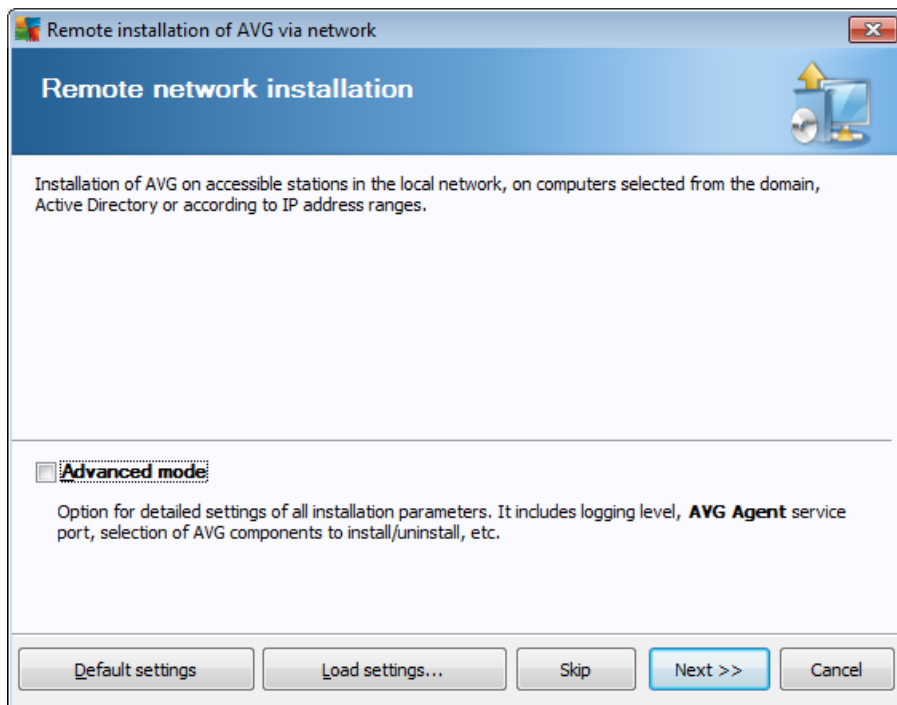 Remote installation of AVG via network
Remote network installation
Installation of AVG on accessible stations in the local network, on computers selected from the domain,
Active Directory or according to IP address ranges.
Advanced mode
Option for detailed settings of all installation parameters. It includes logging level, AVG Agent service
port, selection of AVG components to install/uninstall, etc.
Default settings Load settings... Skip Next >> Cancel